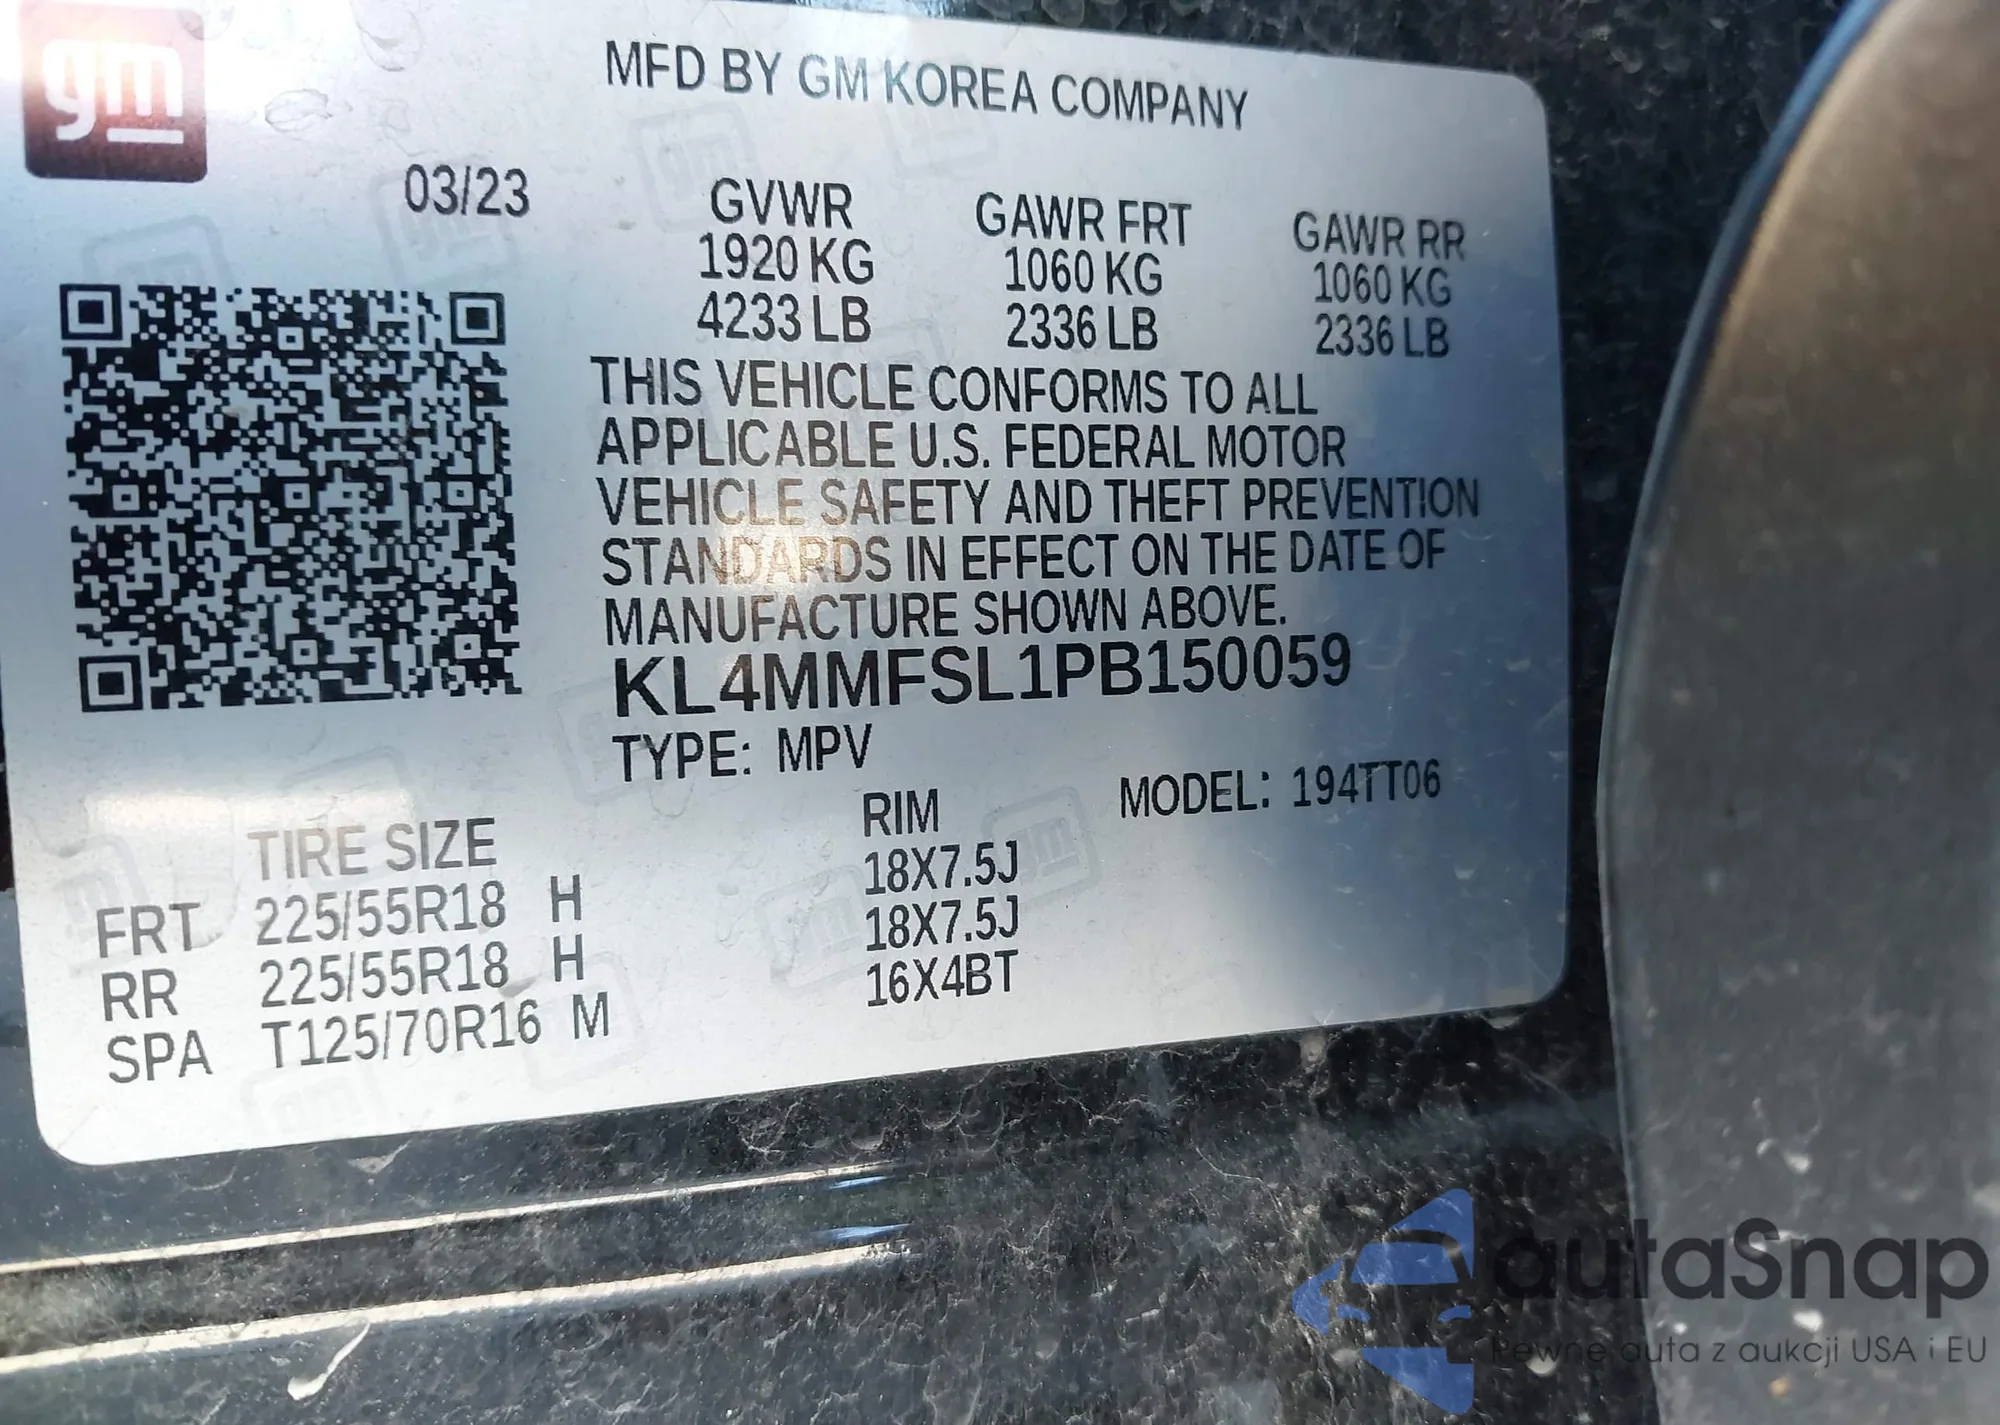 gm
MFD BY GM KOREA COMPANY
03/23
GVWR GAWR FRT GAWR RR
1920 KG 1060 KG 1060 KG
4233 LB 2336 LB 2336 LB
THIS VEHICLE CONFORMS TO ALL
APPLICABLE U.S. FEDERAL MOTOR
VEHICLE SAFETY AND THEFT PREVENTION
STANDARDS IN EFFECT ON THE DATE OF
MANUFACTURE SHOWN ABOVE.
KL4MMFSL1PB150059
TYPE: MPV
MODEL: 194TT06
TIRE SIZE RIM
FRT 225/55R18 H 18X7.5J
RR 225/55R18 H 18X7.5J
SPA T125/70R16 M 16X4BT
autaSnap
Pewne auta z aukcji USA i EU